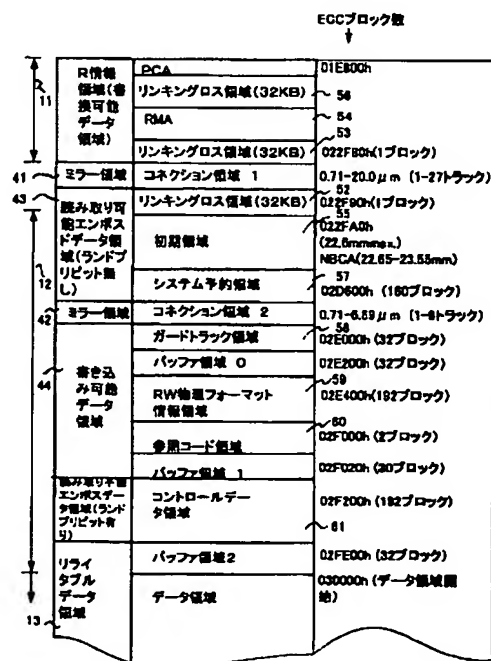 ECCブロック数
R情報
領域(書
換可能
データ
領域)
PCA
01E800h
リンキングロス領域(32KB)
56
RMA
54
53
リンキングロス領域(32KB)
022F80h(1ブロック)
11
41
ミラー領域
コネクション領域 1
0.71-20.0μm (1-27トラック)
43
読み取り可
能エンボス
ドデータ領
域(ランドプ
リピット無
し)
52
リンキングロス領域(32KB)
022F90h(1ブロック)
55
初期領域
022FA0h
(22.6mmmax.)
NBCA(22.65-23.55mm)
57
システム予約領域
02D600h (160ブロック)
12
42
ミラー領域
コネクション領域 2
58
ガードトラック領域
02E000h (32ブロック)
44
書き込
み可能
データ
領域
バッファ領域 0
02E200h (32ブロック)
59
RW物理フォーマット
情報領域
02E400h(192ブロック)
60
参照コード領域
02F000h (2ブロック)
バッファ領域 1
02F020h (30ブロック)
エンボスデー
タ領域(ランド
プリピット有
り)
コントロールデー
タ領域
02F200h (192ブロック)
61
リライ
タブル
データ
領域
バッファ領域2
02FE00h (32ブロック)
データ領域
030000h (データ領域開
始)
13